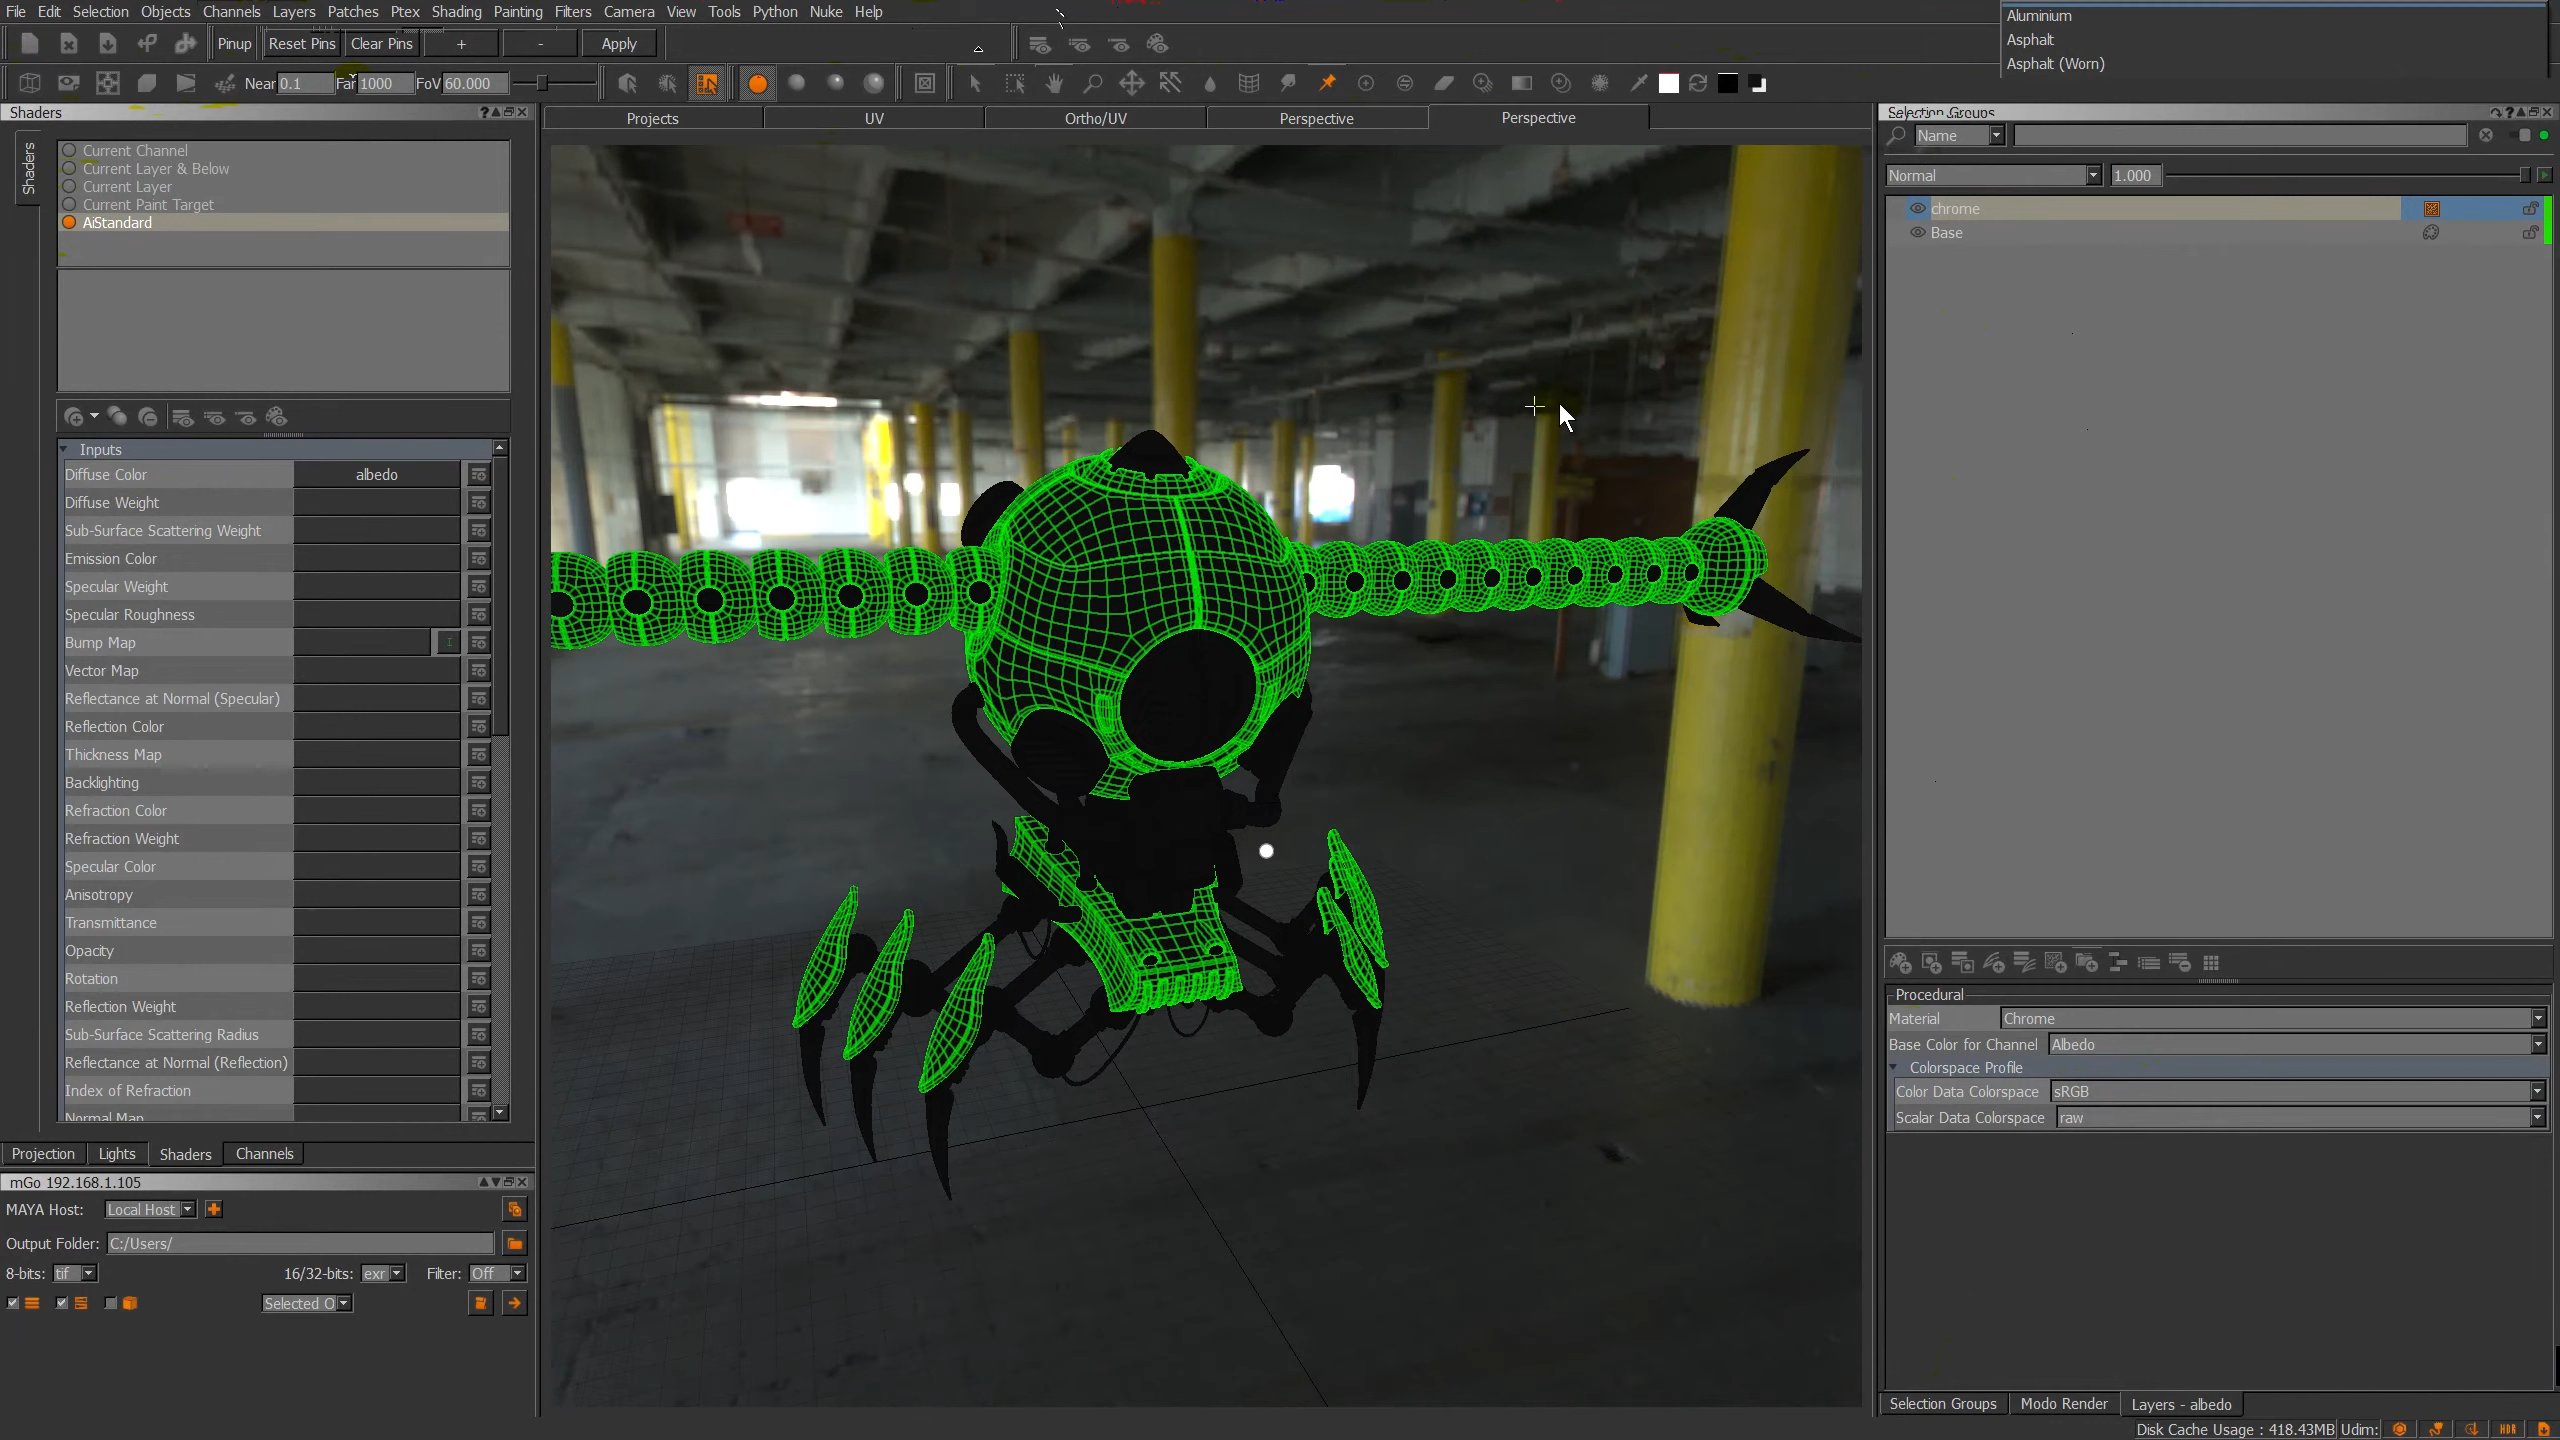 File Edit Selection Objects Channels Layers Patches Ptex Shading Painting Filters Camera View Tools Python Nuke Help
Aluminium
Asphalt
Asphalt (Worn)
Pinup Reset Pins Clear Pins + - Apply
Near 0.1 Far 1000 FoV 60.000
Shaders
Shaders
Current Channel
Current Layer & Below
Current Layer
Current Paint Target
AiStandard
Inputs
Diffuse Color albedo
Diffuse Weight
Sub-Surface Scattering Weight
Emission Color
Specular Weight
Specular Roughness
Bump Map
Vector Map
Reflectance at Normal (Specular)
Reflection Color
Thickness Map
Backlighting
Refraction Color
Refraction Weight
Specular Color
Anisotropy
Transmittance
Opacity
Rotation
Reflection Weight
Sub-Surface Scattering Radius
Reflectance at Normal (Reflection)
Index of Refraction
Normal Map
Projection Lights Shaders Channels
mGo 192.168.1.105
MAYA Host: Local Host
Output Folder: C:/Users/
8-bits: tif 16/32-bits: exr Filter: Off
Selected O
Projects UV Ortho/UV Perspective Perspective
Selection Groups
Name
Normal 1.000
chrome
Base
Procedural
Material Chrome
Base Color for Channel Albedo
Colorspace Profile
Color Data Colorspace sRGB
Scalar Data Colorspace raw
Selection Groups Modo Render Layers - albedo
Disk Cache Usage : 418.43MB Udim: HDR